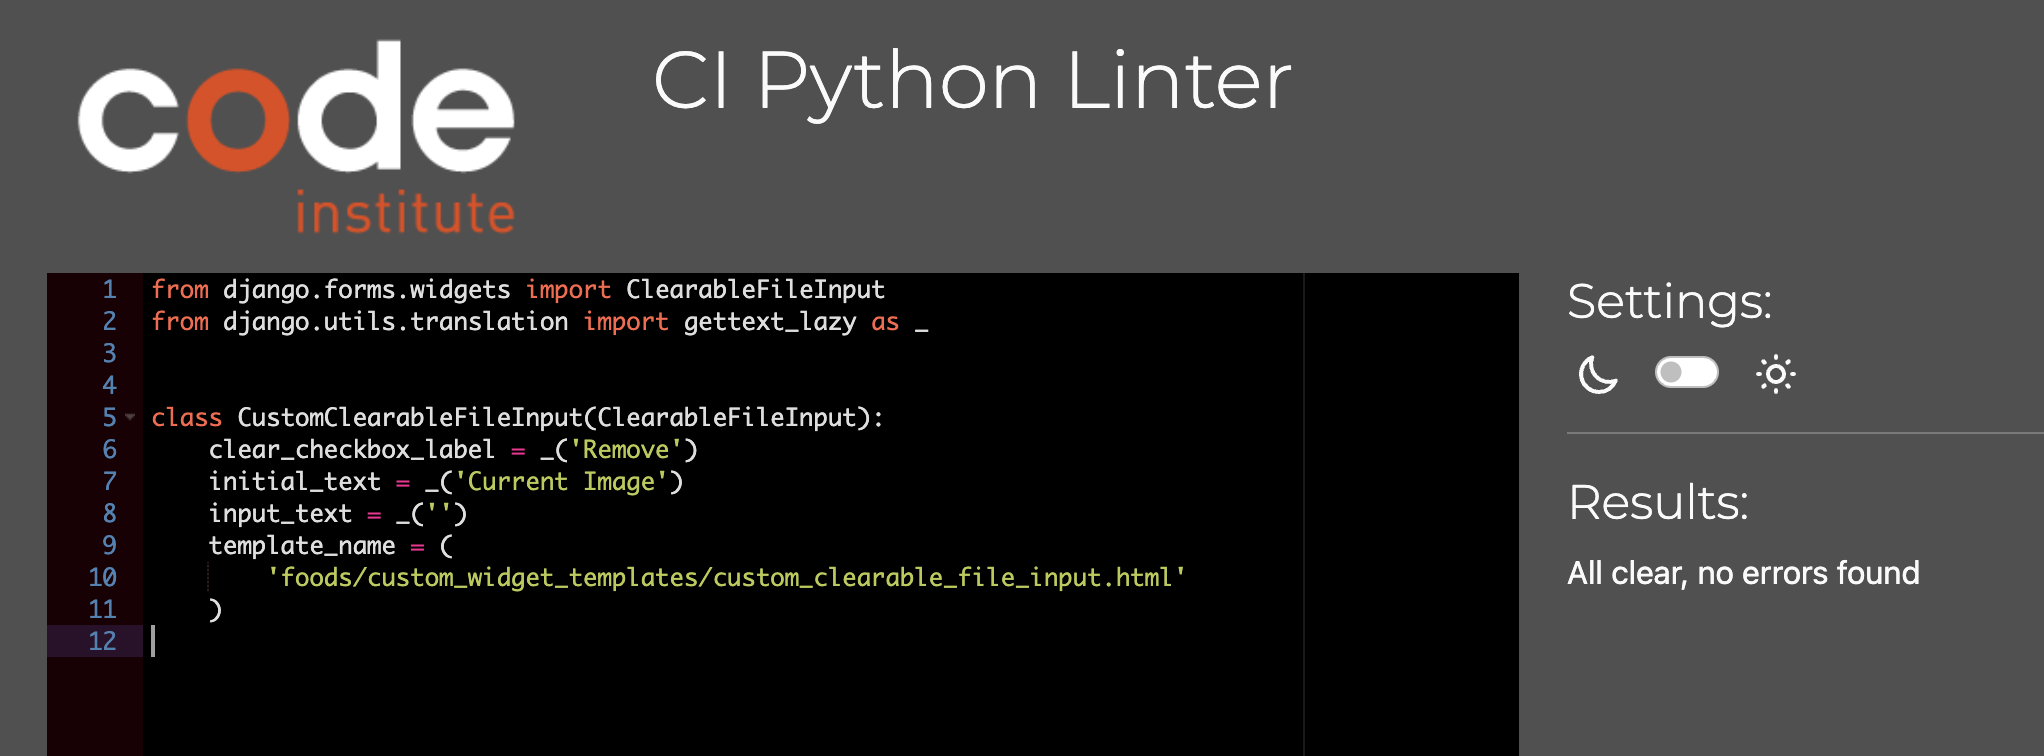 code
institute
CI Python Linter
1 from django.forms.widgets import ClearableFileInput
2 from django.utils.translation import gettext_lazy as _
3
4
5 class CustomClearableFileInput(ClearableFileInput):
6     clear_checkbox_label = _('Remove')
7     initial_text = _('Current Image')
8     input_text = _('')
9     template_name = (
10         'foods/custom_widget_templates/custom_clearable_file_input.html'
11     )
12
Settings:
Results:
All clear, no errors found